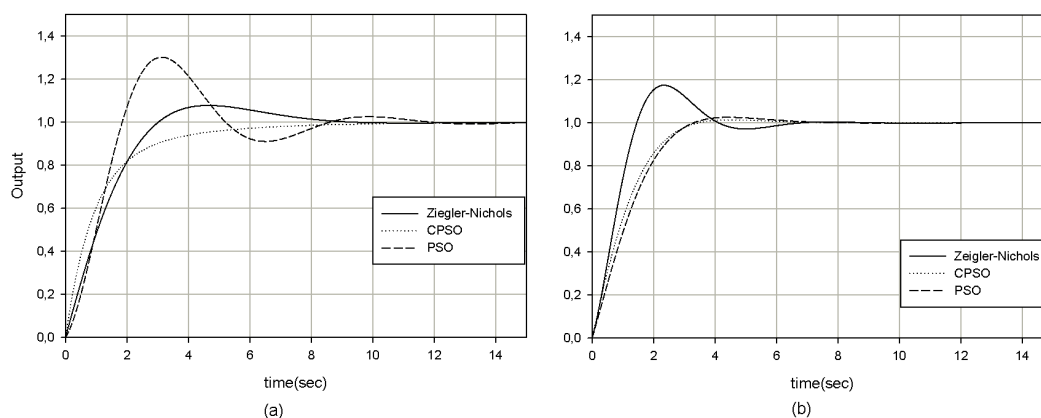 1,4
1,2
1,0
0,8
0,6
0,4
0,2
0,0
Output
0 2 4 6 8 10 12 14
time(sec)
Ziegler-Nichols
CPSO
PSO
(a)
1,4
1,2
1,0
0,8
0,6
0,4
0,2
0,0
0 2 4 6 8 10 12 14
time(sec)
Zeigler-Nichols
CPSO
PSO
(b)